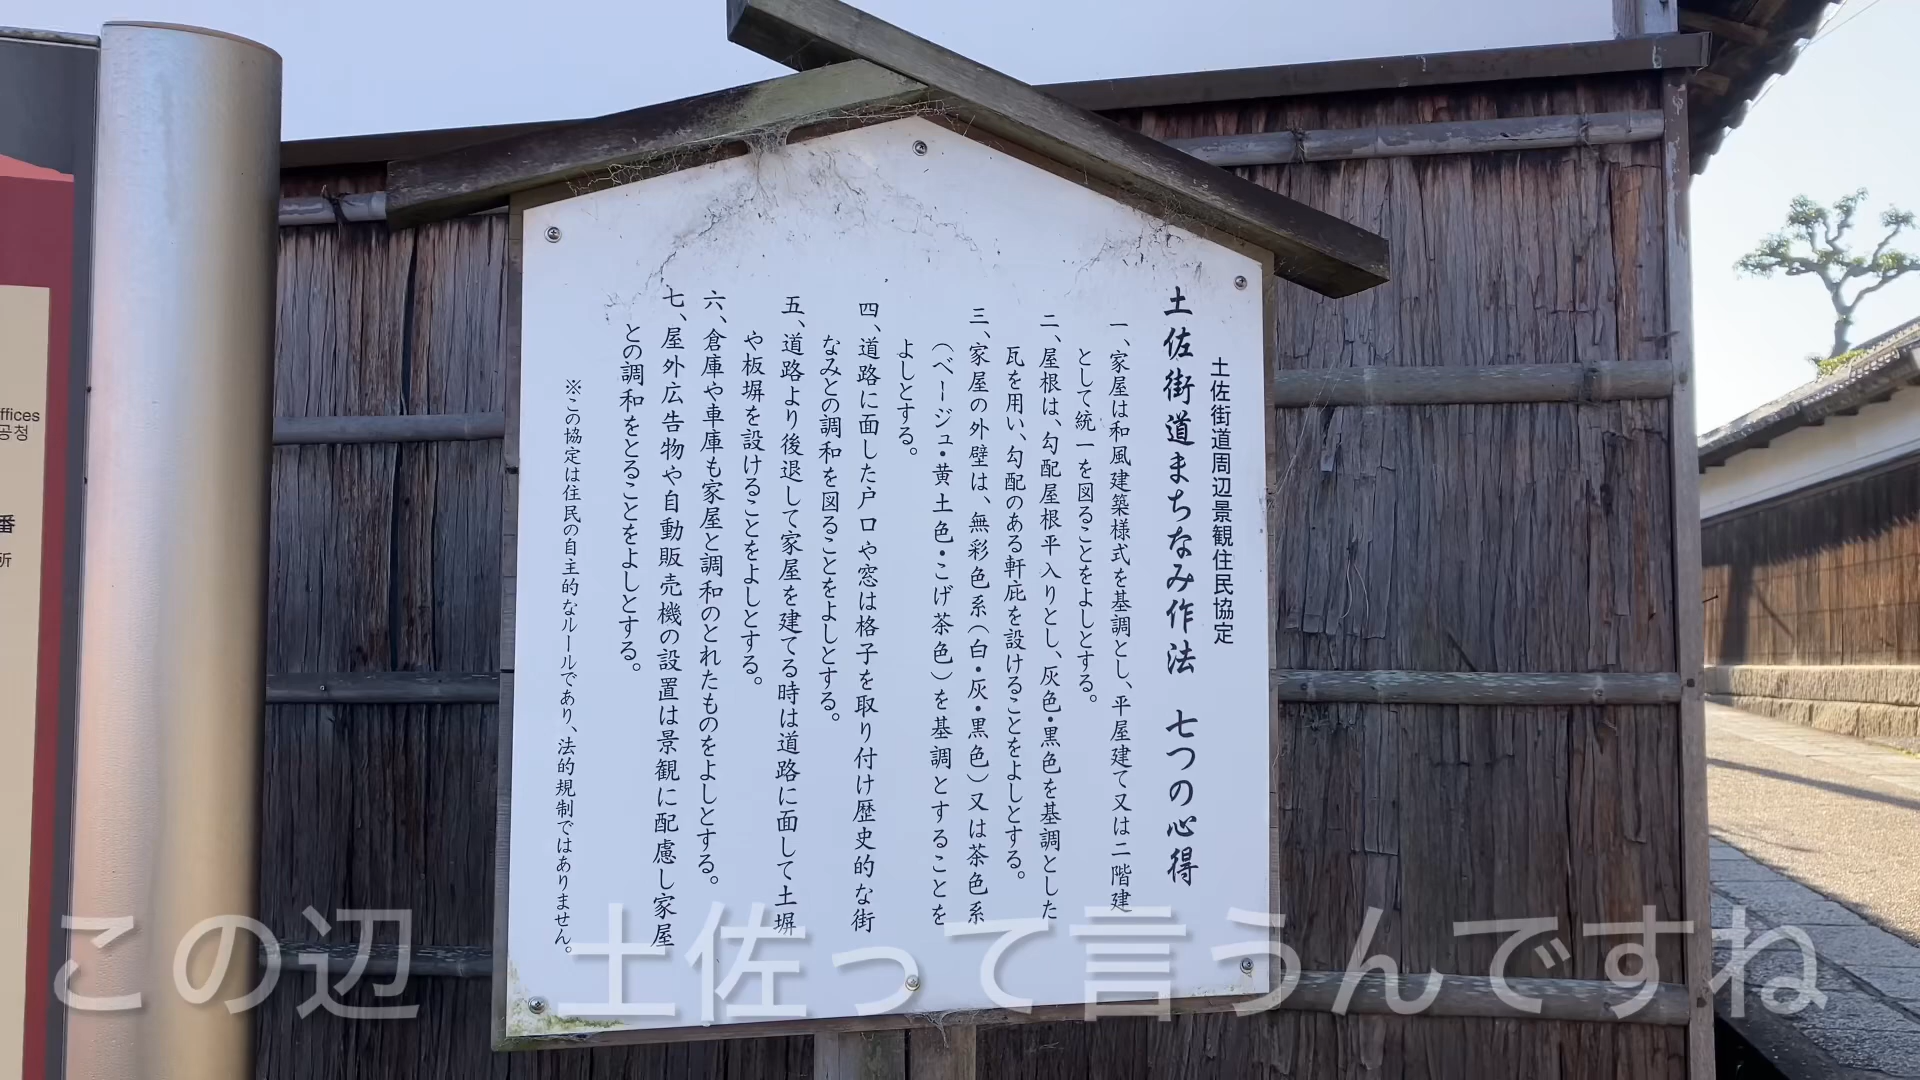 土佐街道周辺景観住民協定
土佐街道まちなみ作法 七つの心得
一、家屋は和風建築様式を基調とし、平屋建て又は二階建
として統一を図ることをよしとする。
二、屋根は、勾配屋根平入りとし、灰色・黒色を基調とした
瓦を用い、勾配のある軒庇を設けることをよしとする。
三、家屋の外壁は、無彩色系(白・灰・黒色)又は茶色系
(ベージュ・黄土色・こげ茶色)を基調とすることを
よしとする。
四、道路に面した戸口や窓は格子を取り付け歴史的な街
なみとの調和を図ることをよしとする。
五、道路より後退して家屋を建てる時は道路に面して土塀
や板塀を設けることをよしとする。
六、倉庫や車庫も家屋と調和のとれたものをよしとする。
七、屋外広告物や自動販売機の設置は景観に配慮し家屋
との調和をとることをよしとする。
※この協定は住民の自主的なルールであり、法的規制ではありません。
ffices
공청
番
所
この辺 土佐って言うんですね